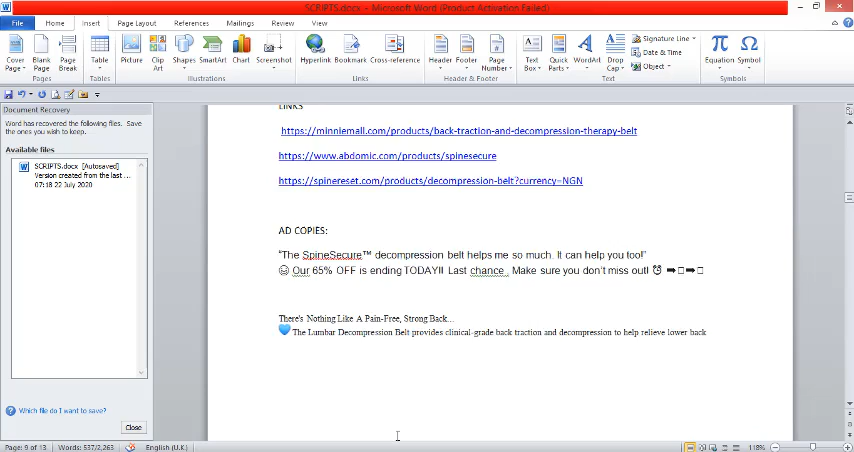 SCRIPTS.docx - Microsoft Word (Product Activation Failed)
File Home Insert Page Layout References Mailings Review View
Cover Page Blank Page Page Break Table Picture Clip Art Shapes SmartArt Chart Screenshot Hyperlink Bookmark Cross-reference Header Footer Page Number Text Box Quick Parts WordArt Drop Cap Signature Line Date & Time Object Equation Symbol
Pages Tables Illustrations Links Header & Footer Text Symbols
Document Recovery
Word has recovered the following files. Save
the ones you wish to keep.
Available files
SCRIPTS.docx [Autosaved]
Version created from the last ...
07:18 22 July 2020
Which file do I want to save?
Close
LINKS
https://minniemall.com/products/back-traction-and-decompression-therapy-belt
https://www.abdomic.com/products/spinesecure
https://spinereset.com/products/decompression-belt?currency=NGN
AD COPIES:
"The SpineSecure™ decompression belt helps me so much. It can help you too!"
😩 Our 65% OFF is ending TODAY!! Last chance , Make sure you don't miss out! ⏰ ➡□➡□
There's Nothing Like A Pain-Free, Strong Back...
💙 The Lumbar Decompression Belt provides clinical-grade back traction and decompression to help relieve lower back
Page: 9 of 13 Words: 537/2,263 English (U.K.) 118%